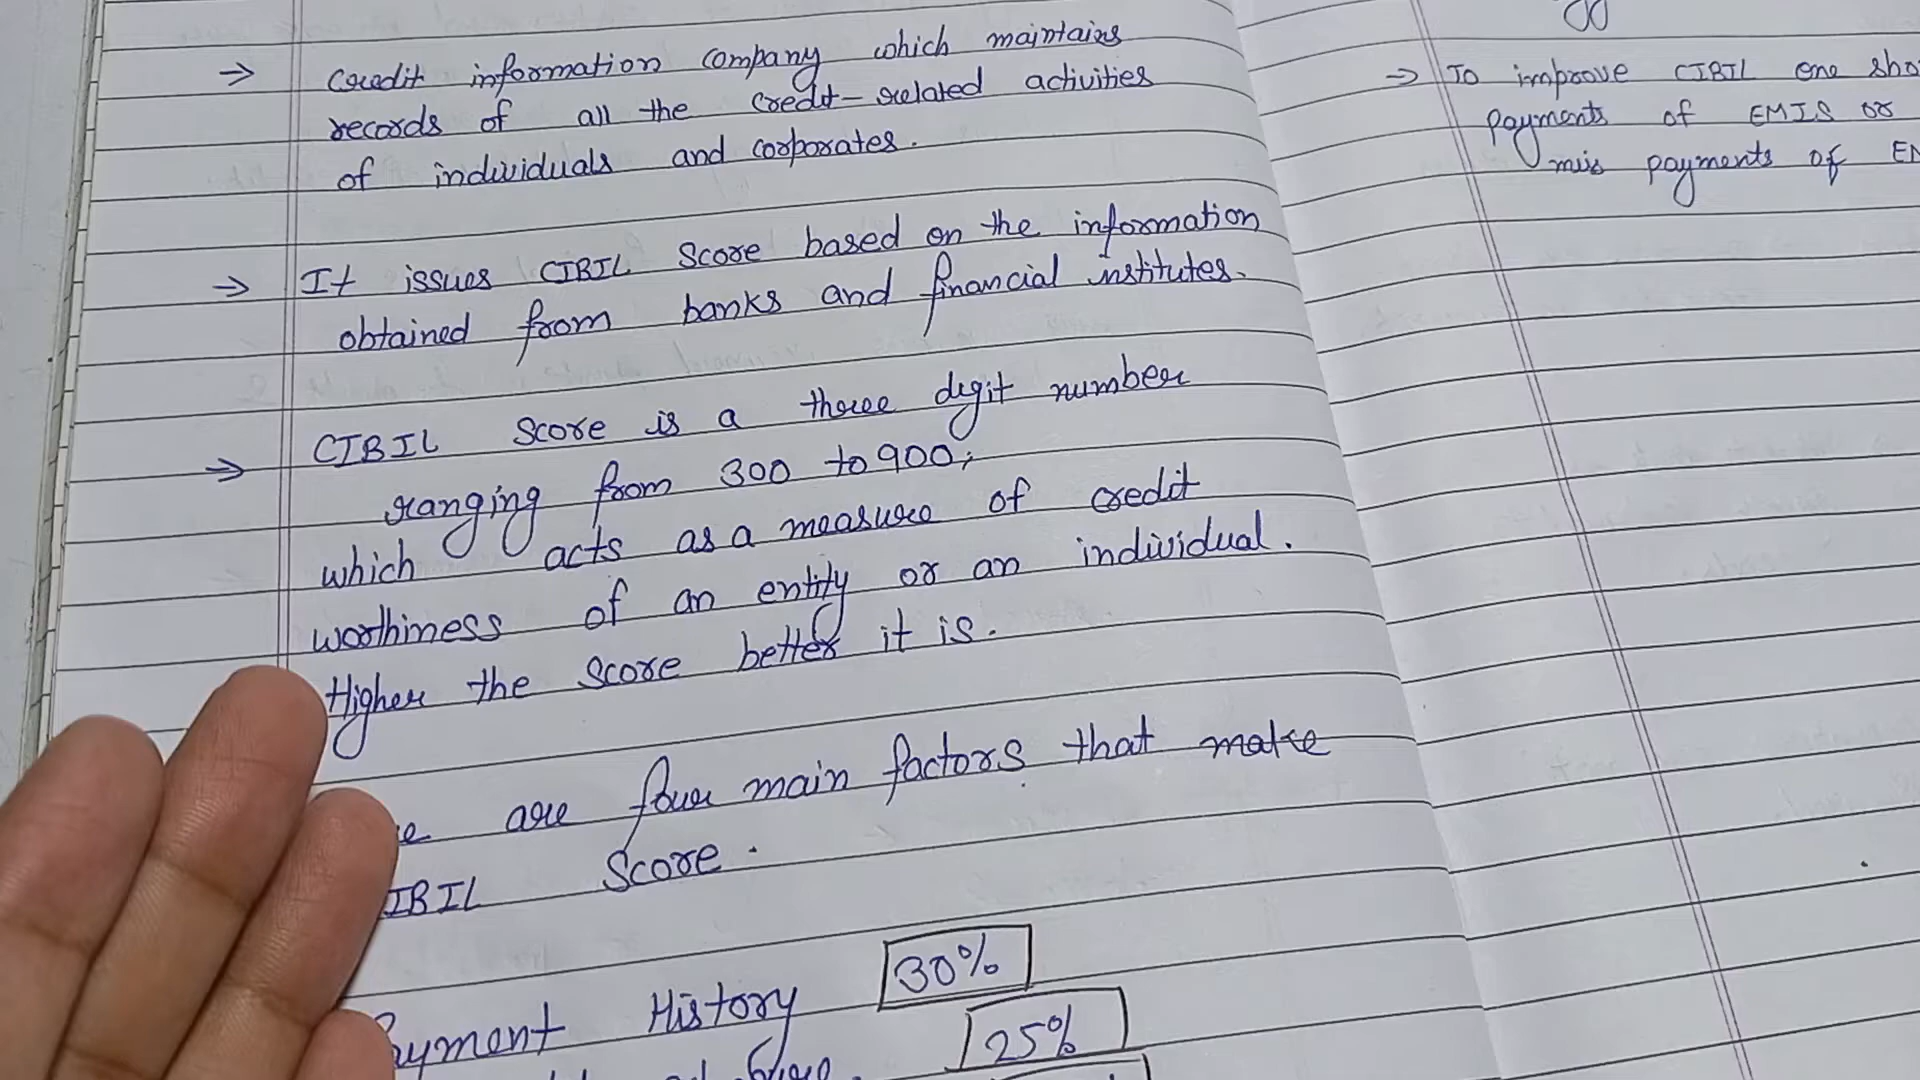 → Credit information company which maintains
records of all the credit-related activities
of individuals and corporates.
→ It issues CIBIL Score based on the information
obtained from banks and financial institutes.
→ CIBIL Score is a three digit number
ranging from 300 to 900,
which acts as a measure of credit
worthiness of an entity or an individual.
Higher the score better it is.
are four main factors that make
IBIL Score.
ayment History 30%
25%
→ To improve CIBIL one sho
payments of EMIS or
mis payments of EM